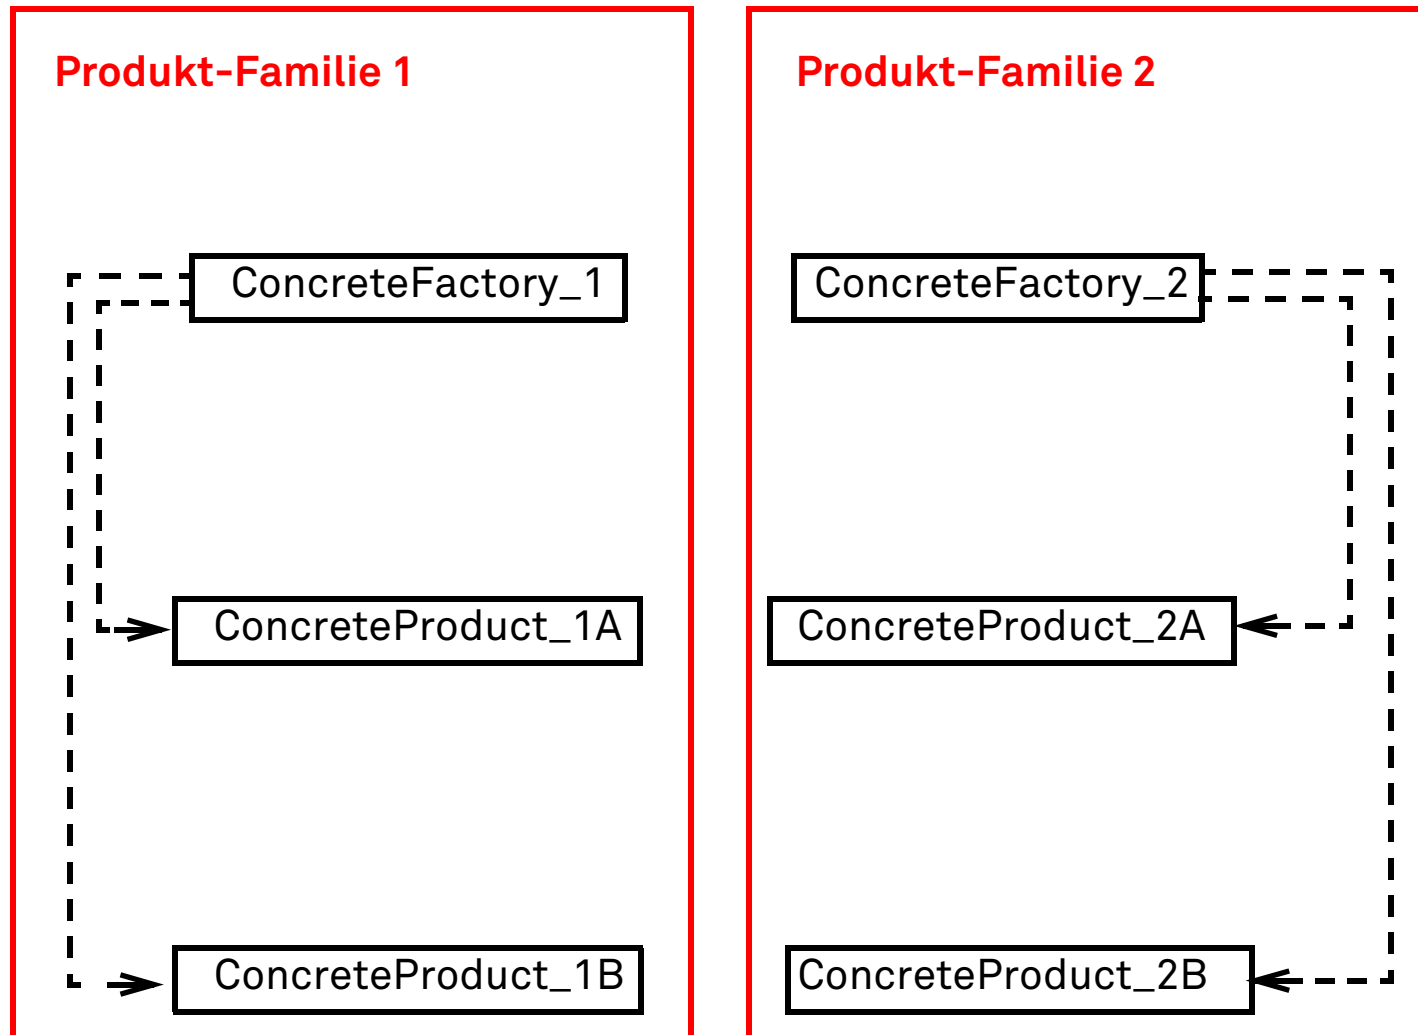 Produkt-Familie 1
Produkt-Familie 2
ConcreteFactory_1
ConcreteFactory_2
ConcreteProduct_1A
ConcreteProduct_2A
ConcreteProduct_1B
ConcreteProduct_2B